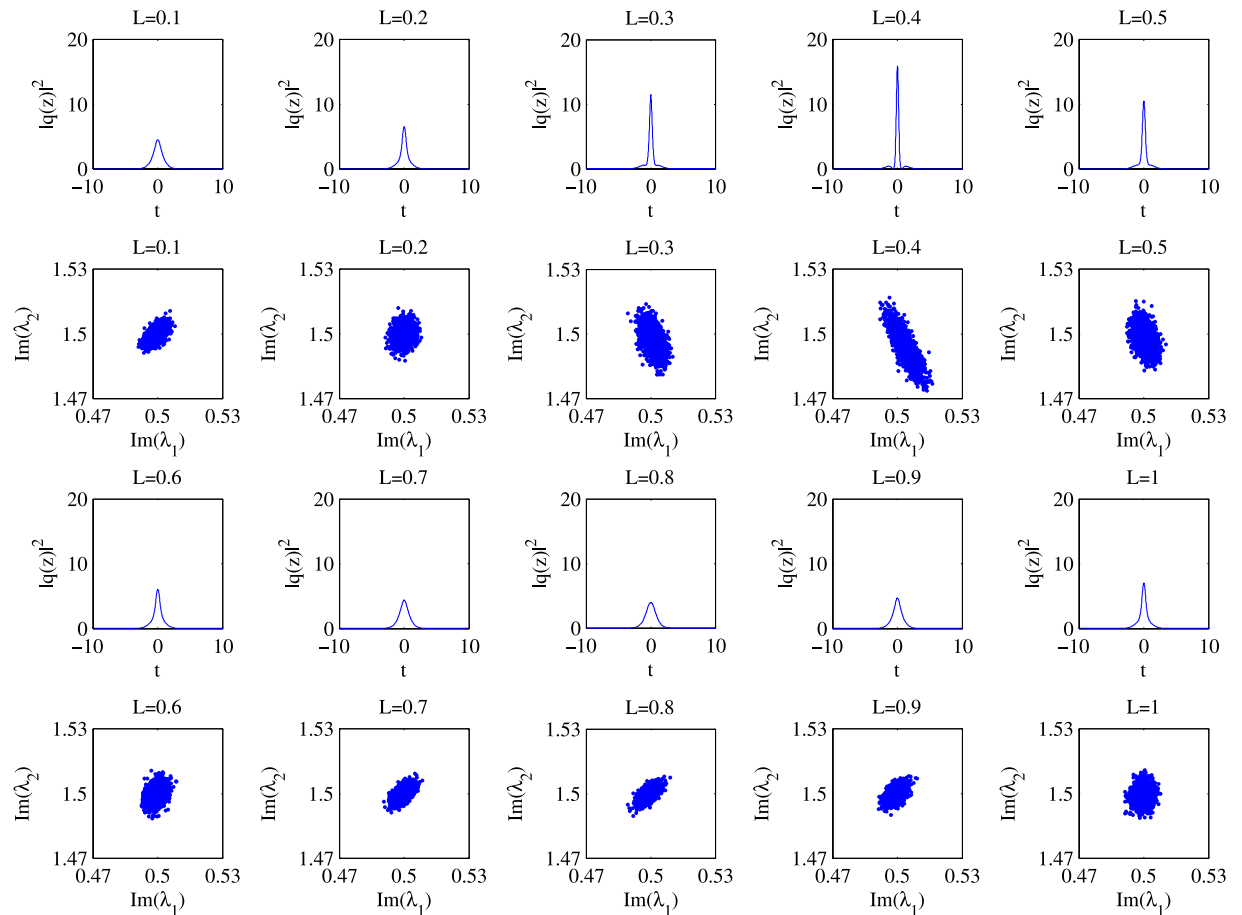 L=0.1 L=0.2 L=0.3 L=0.4 L=0.5
20 20 20 20 20
|q(z)|² |q(z)|² |q(z)|² |q(z)|² |q(z)|²
10 10 10 10 10
0 0 0 0 0
−10 0 10 −10 0 10 −10 0 10 −10 0 10 −10 0 10
t t t t t
L=0.1 L=0.2 L=0.3 L=0.4 L=0.5
1.53 1.53 1.53 1.53 1.53
Im(λ₂) Im(λ₂) Im(λ₂) Im(λ₂) Im(λ₂)
1.5 1.5 1.5 1.5 1.5
1.47 1.47 1.47 1.47 1.47
0.47 0.5 0.53 0.47 0.5 0.53 0.47 0.5 0.53 0.47 0.5 0.53 0.47 0.5 0.53
Im(λ₁) Im(λ₁) Im(λ₁) Im(λ₁) Im(λ₁)
L=0.6 L=0.7 L=0.8 L=0.9 L=1
20 20 20 20 20
|q(z)|² |q(z)|² |q(z)|² |q(z)|² |q(z)|²
10 10 10 10 10
0 0 0 0 0
−10 0 10 −10 0 10 −10 0 10 −10 0 10 −10 0 10
t t t t t
L=0.6 L=0.7 L=0.8 L=0.9 L=1
1.53 1.53 1.53 1.53 1.53
Im(λ₂) Im(λ₂) Im(λ₂) Im(λ₂) Im(λ₂)
1.5 1.5 1.5 1.5 1.5
1.47 1.47 1.47 1.47 1.47
0.47 0.5 0.53 0.47 0.5 0.53 0.47 0.5 0.53 0.47 0.5 0.53 0.47 0.5 0.53
Im(λ₁) Im(λ₁) Im(λ₁) Im(λ₁) Im(λ₁)